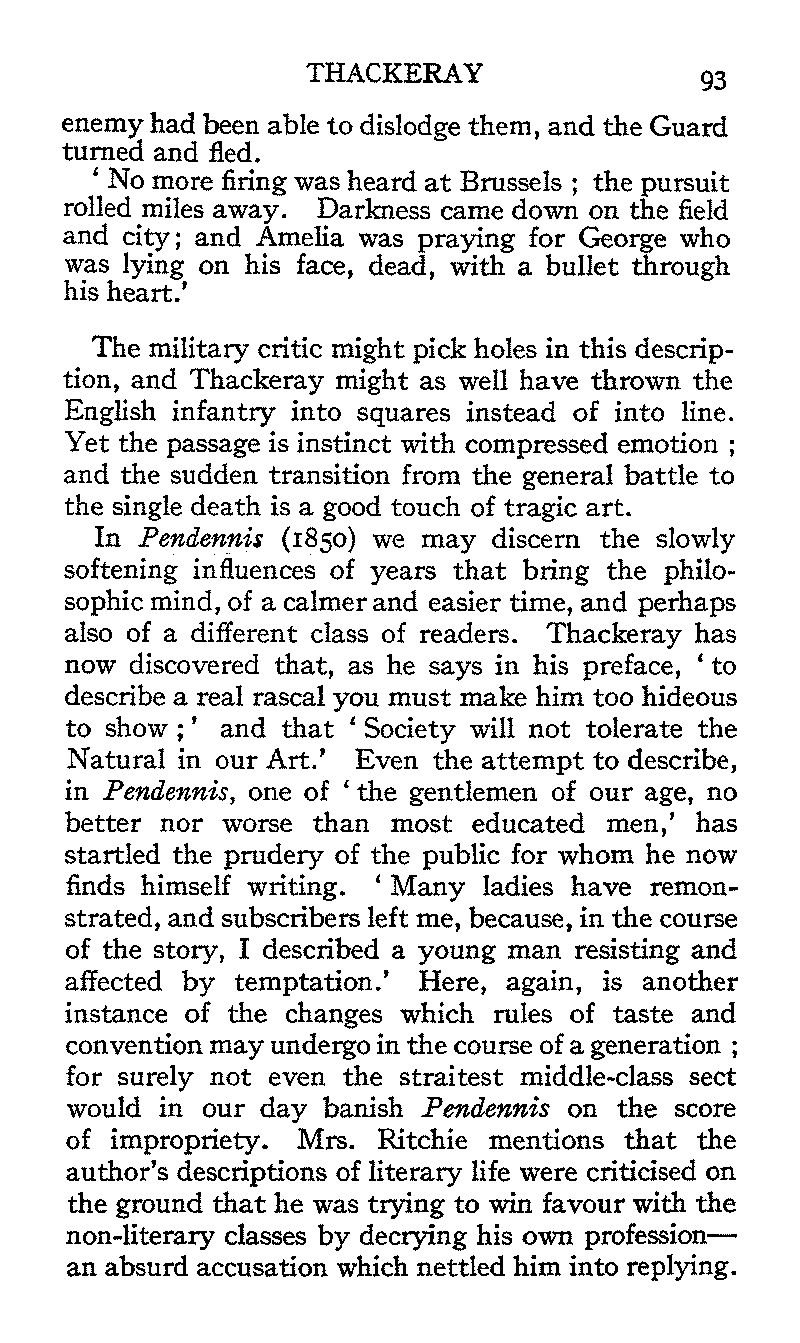 THACKERAY 93
enemy had been able to dislodge them, and the Guard
turned and fled.
‘ No more firing was heard at Brussels ; the pursuit
rolled miles away. Darkness came down on the field
and city; and Amelia was praying for George who
was lying on his face, dead, with a bullet through
his heart.’
The military critic might pick holes in this descrip-
tion, and Thackeray might as well have thrown the
English infantry into squares instead of into line.
Yet the passage is instinct with compressed emotion ;
and the sudden transition from the general battle to
the single death is a good touch of tragic art.
In Pendennis (1850) we may discern the slowly
softening influences of years that bring the philo-
sophic mind, of a calmer and easier time, and perhaps
also of a different class of readers. Thackeray has
now discovered that, as he says in his preface, ‘ to
describe a real rascal you must make him too hideous
to show ; ’ and that ‘ Society will not tolerate the
Natural in our Art.’ Even the attempt to describe,
in Pendennis, one of ‘ the gentlemen of our age, no
better nor worse than most educated men,’ has
startled the prudery of the public for whom he now
finds himself writing. ‘ Many ladies have remon-
strated, and subscribers left me, because, in the course
of the story, I described a young man resisting and
affected by temptation.’ Here, again, is another
instance of the changes which rules of taste and
convention may undergo in the course of a generation ;
for surely not even the straitest middle-class sect
would in our day banish Pendennis on the score
of impropriety. Mrs. Ritchie mentions that the
author’s descriptions of literary life were criticised on
the ground that he was trying to win favour with the
non-literary classes by decrying his own profession—
an absurd accusation which nettled him into replying.